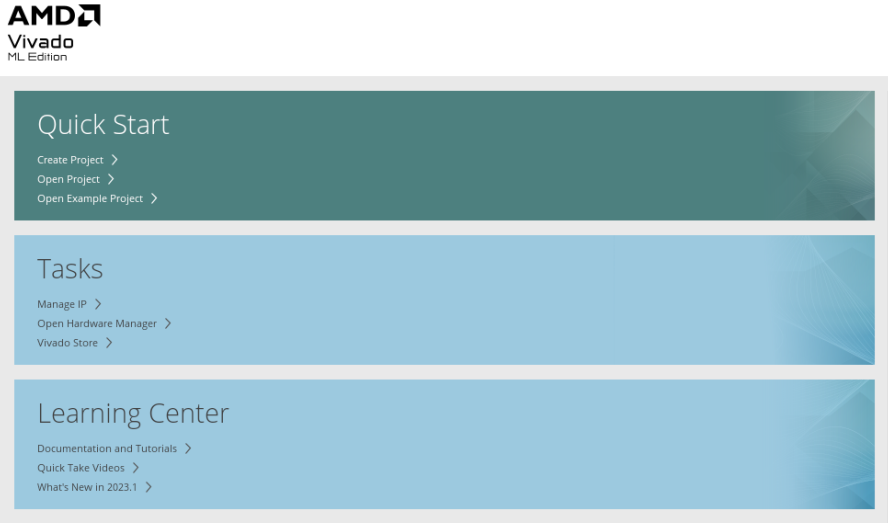 AMD
Vivado
ML Edition
Quick Start
Create Project
Open Project
Open Example Project
Tasks
Manage IP
Open Hardware Manager
Vivado Store
Learning Center
Documentation and Tutorials
Quick Take Videos
What's New in 2023.1